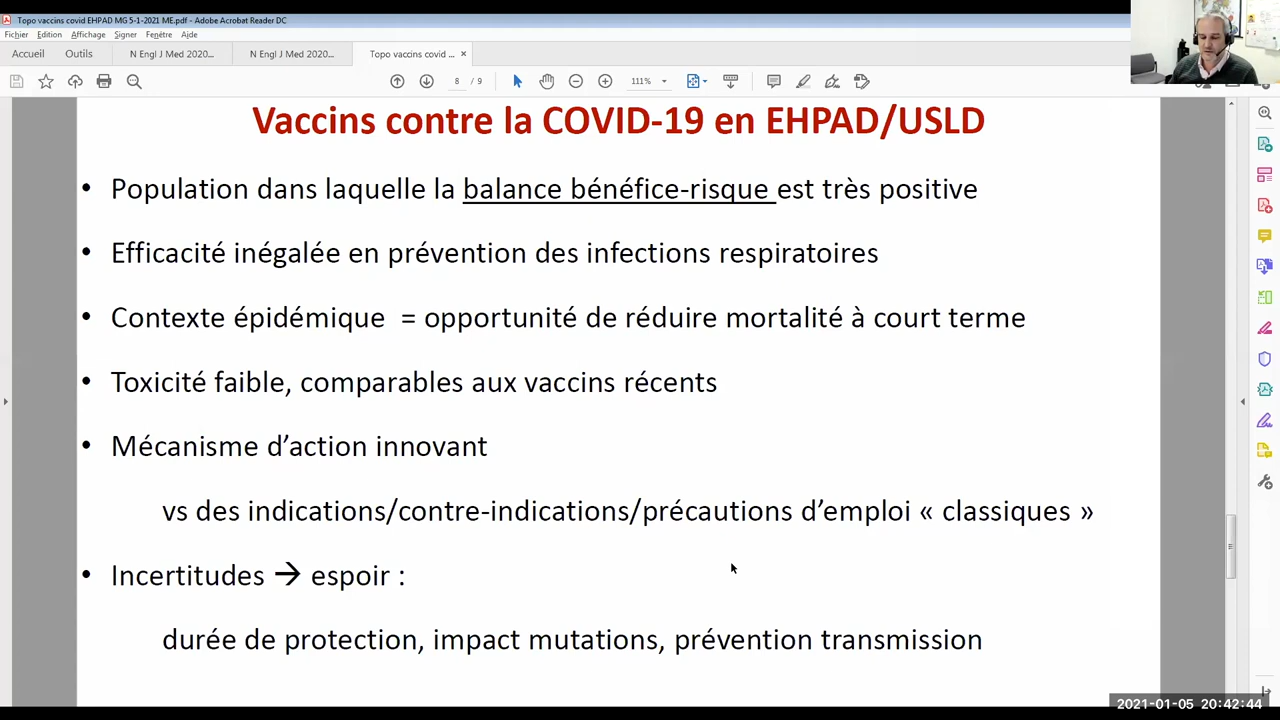 Topo vaccins covid EHPAD MG 5-1-2021 ME.pdf - Adobe Acrobat Reader DC
Fichier Edition Affichage Signer Fenêtre Aide
Accueil Outils N Engl J Med 2020... N Engl J Med 2020... Topo vaccins covid ... ×
8 / 9 111%
Vaccins contre la COVID-19 en EHPAD/USLD
• Population dans laquelle la balance bénéfice-risque est très positive
• Efficacité inégalée en prévention des infections respiratoires
• Contexte épidémique = opportunité de réduire mortalité à court terme
• Toxicité faible, comparables aux vaccins récents
• Mécanisme d’action innovant
vs des indications/contre-indications/précautions d’emploi « classiques »
• Incertitudes → espoir :
durée de protection, impact mutations, prévention transmission
2021-01-05 20:42:44